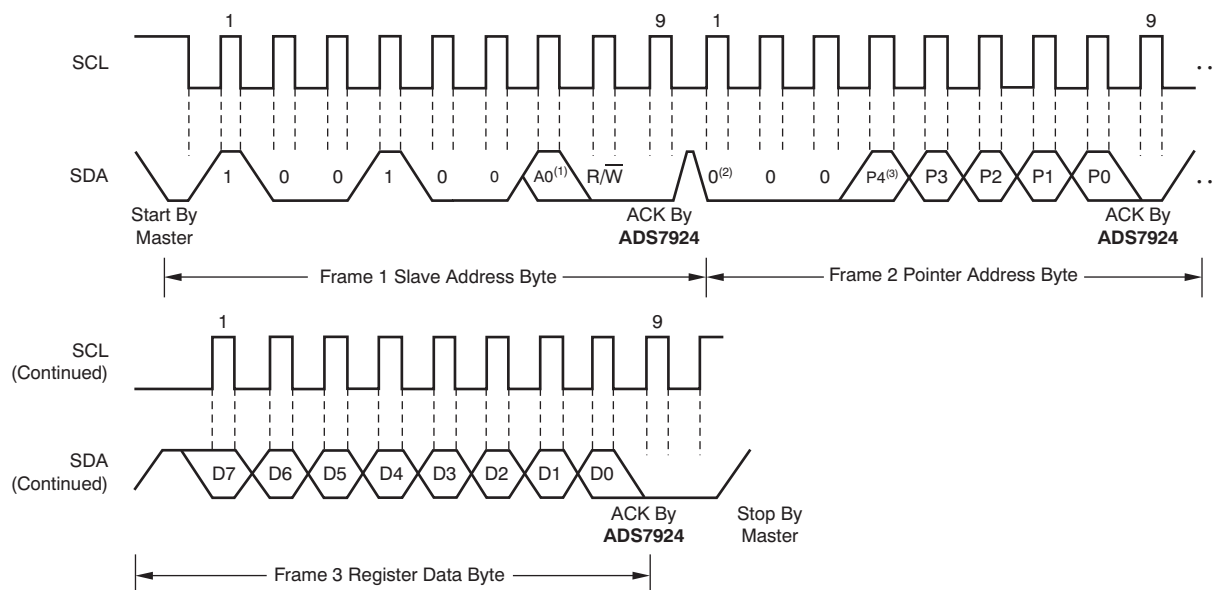 1 9 1 9
SCL
. .
SDA
1 0 0 1 0 0 A0(1) R/W̅ 0(2) 0 0 P4(3) P3 P2 P1 P0
. .
Start By
Master
ACK By
ADS7924
ACK By
ADS7924
Frame 1 Slave Address Byte
Frame 2 Pointer Address Byte
1 9
SCL
(Continued)
SDA
(Continued)
D7 D6 D5 D4 D3 D2 D1 D0
ACK By
ADS7924
Stop By
Master
Frame 3 Register Data Byte